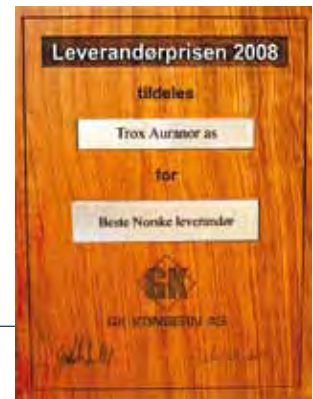 Leverandørprisen 2008
tildeles
Trox Auranor as
for
Beste Norske leverandør
GK
GK KONSERN AS